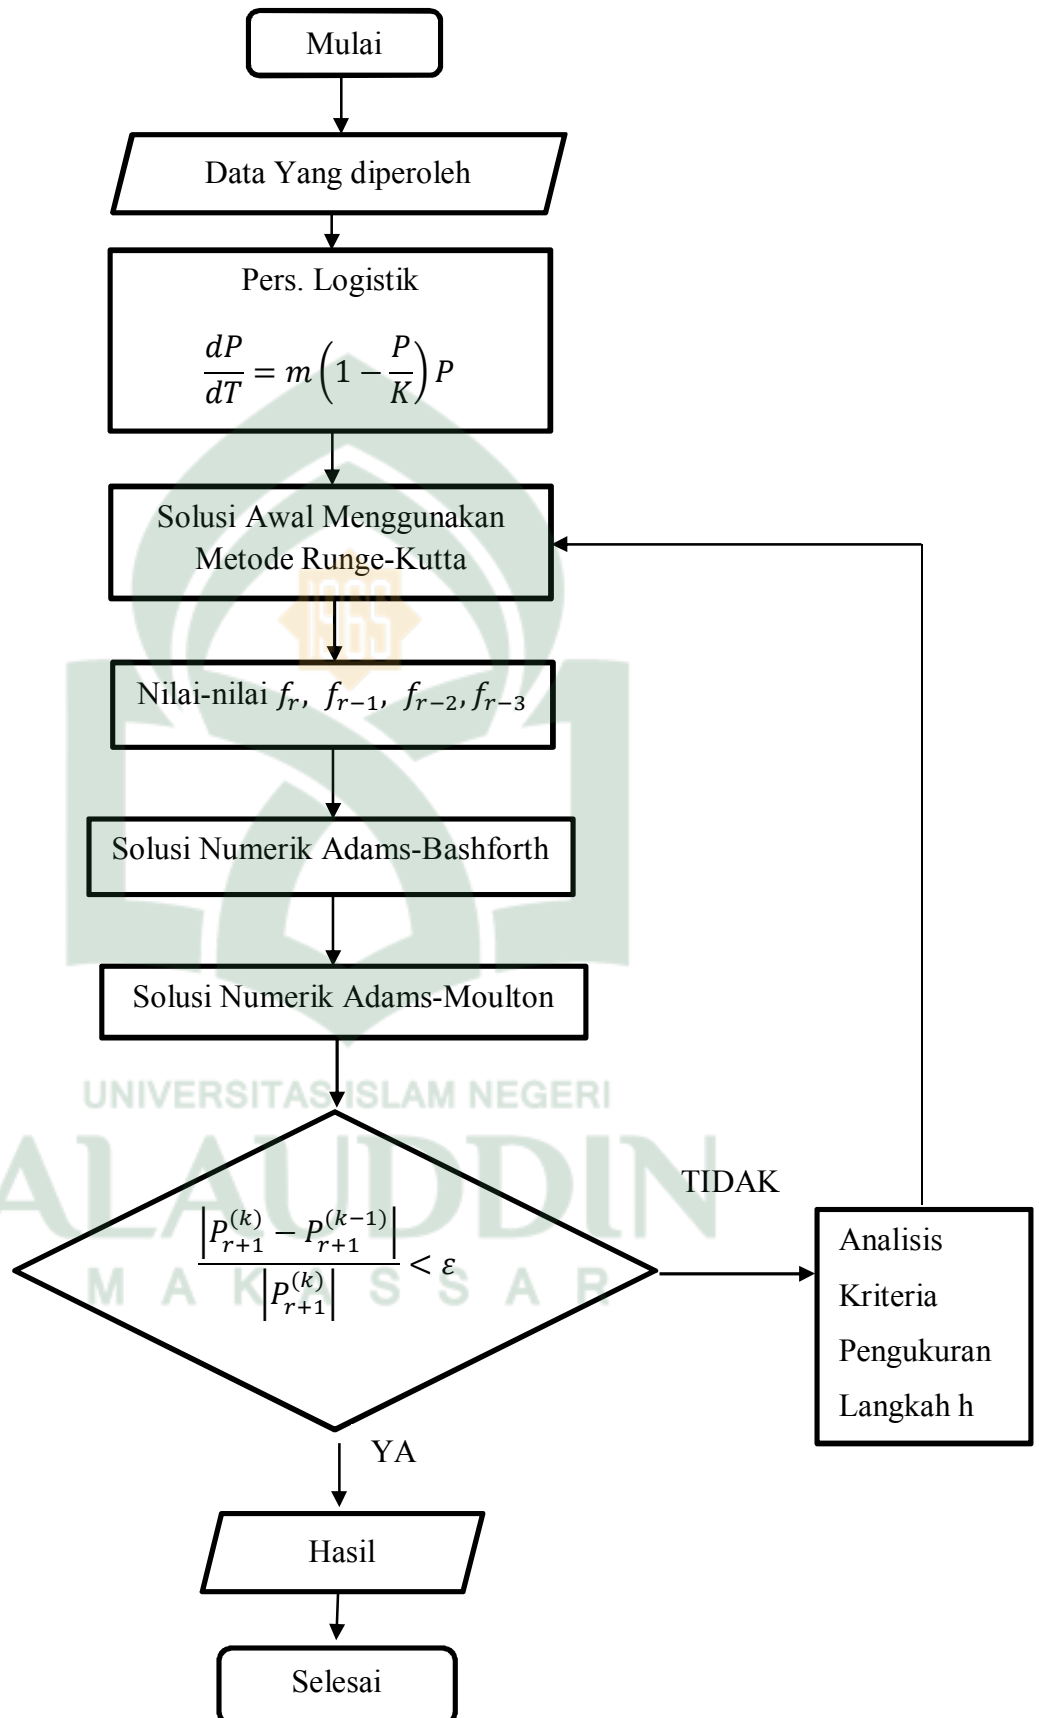 Mulai
Data Yang diperoleh
Pers. Logistik
dP/dT = m (1 − P/K) P
Solusi Awal Menggunakan
Metode Runge-Kutta
1965
Nilai-nilai f_r, f_{r−1}, f_{r−2}, f_{r−3}
Solusi Numerik Adams-Bashforth
Solusi Numerik Adams-Moulton
UNIVERSITAS ISLAM NEGERI
ALAUDDIN
MAKASSAR
|P_{r+1}^{(k)} − P_{r+1}^{(k−1)}| / |P_{r+1}^{(k)}| < ε
TIDAK
Analisis
Kriteria
Pengukuran
Langkah h
YA
Hasil
Selesai